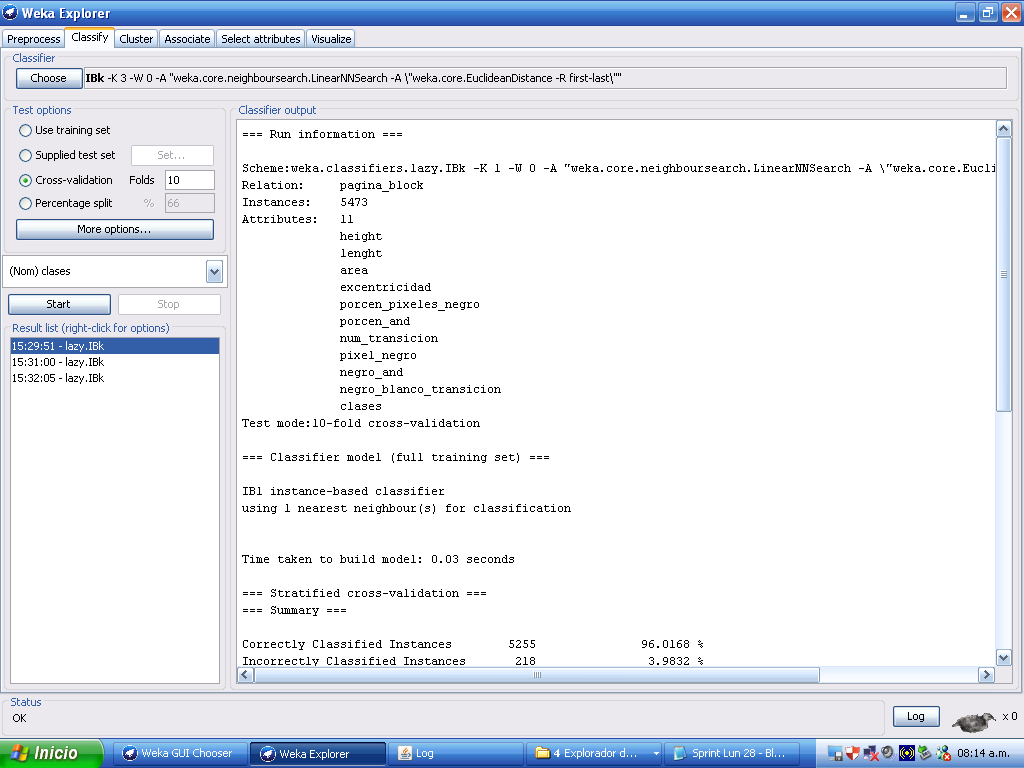 Weka Explorer
Preprocess Classify Cluster Associate Select attributes Visualize
Classifier
Choose IBk -K 3 -W 0 -A "weka.core.neighboursearch.LinearNNSearch -A \"weka.core.EuclideanDistance -R first-last\""
Test options
Use training set
Supplied test set Set...
Cross-validation Folds 10
Percentage split % 66
More options...
(Nom) clases
Start Stop
Result list (right-click for options)
15:29:51 - lazy.IBk
15:31:00 - lazy.IBk
15:32:05 - lazy.IBk
Classifier output
=== Run information ===
Scheme:weka.classifiers.lazy.IBk -K 1 -W 0 -A "weka.core.neighboursearch.LinearNNSearch -A \"weka.core.Eucli
Relation: pagina_block
Instances: 5473
Attributes: 11
height
lenght
area
excentricidad
porcen_pixeles_negro
porcen_and
num_transicion
pixel_negro
negro_and
negro_blanco_transicion
clases
Test mode:10-fold cross-validation
=== Classifier model (full training set) ===
IB1 instance-based classifier
using 1 nearest neighbour(s) for classification
Time taken to build model: 0.03 seconds
=== Stratified cross-validation ===
=== Summary ===
Correctly Classified Instances 5255 96.0168 %
Incorrectly Classified Instances 218 3.9832 %
Status
OK
Log x 0
Inicio Weka GUI Chooser Weka Explorer Log 4 Explorador d... Sprint Lun 28 - Bl... 08:14 a.m.